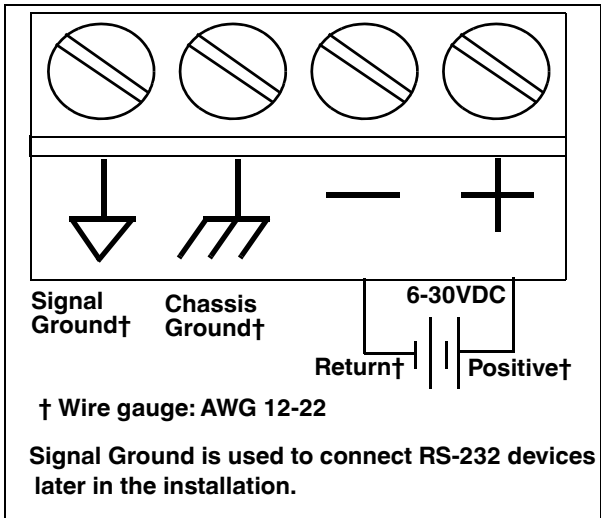 Signal
Ground†
Chassis
Ground†
6-30VDC
Return†
Positive†
† Wire gauge: AWG 12-22
Signal Ground is used to connect RS-232 devices
later in the installation.